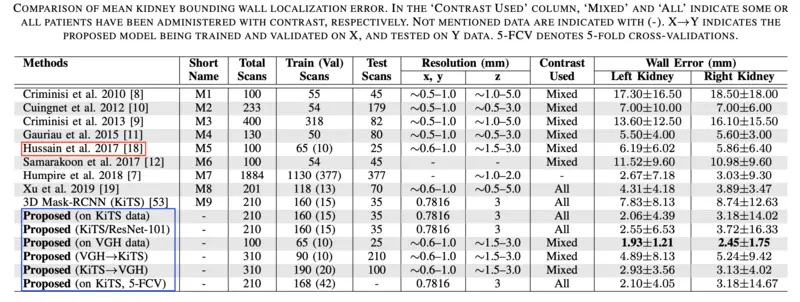 COMPARISON OF MEAN KIDNEY BOUNDING WALL LOCALIZATION ERROR. IN THE ‘CONTRAST USED’ COLUMN, ‘MIXED’ AND ‘ALL’ INDICATE SOME OR
ALL PATIENTS HAVE BEEN ADMINISTERED WITH CONTRAST, RESPECTIVELY. NOT MENTIONED DATA ARE INDICATED WITH (-). X→Y INDICATES THE
PROPOSED MODEL BEING TRAINED AND VALIDATED ON X, AND TESTED ON Y DATA. 5-FCV DENOTES 5-FOLD CROSS-VALIDATIONS.
Methods Short Name Total Scans Train (Val) Scans Test Scans Resolution (mm) x, y z Contrast Used Wall Error (mm) Left Kidney Right Kidney
Criminisi et al. 2010 [8] M1 100 55 45 ~0.5–1.0 ~1.0–5.0 Mixed 17.30±16.50 18.50±18.00
Cuingnet et al. 2012 [10] M2 233 54 179 ~0.5–1.0 ~1.0–5.0 Mixed 7.00±10.00 7.00±6.00
Criminisi et al. 2013 [9] M3 400 318 82 ~0.5–1.0 ~1.0–5.0 Mixed 13.60±12.50 16.10±15.50
Gauriau et al. 2015 [11] M4 130 50 80 ~0.5–1.0 ~0.5–3.0 Mixed 5.50±4.00 5.60±3.00
Hussain et al. 2017 [18] M5 100 65 (10) 25 ~0.6–1.0 ~1.5–3.0 Mixed 6.19±6.02 5.86±6.40
Samarakoon et al. 2017 [12] M6 100 54 45 - - Mixed 11.52±9.60 10.98±9.60
Humpire et al. 2018 [7] M7 1884 1130 (377) 377 - ~1.0–2.0 - 2.67±7.18 3.03±9.30
Xu et al. 2019 [19] M8 201 118 (13) 70 ~0.6–1.0 ~0.5–5.0 All 4.31±4.18 3.89±3.47
3D Mask-RCNN (KiTS) [53] M9 210 160 (15) 35 0.7816 3 All 7.83±8.13 8.74±12.63
Proposed (on KiTS data) - 210 160 (15) 35 0.7816 3 All 2.06±4.39 3.18±14.02
Proposed (KiTS/ResNet-101) - 210 160 (15) 35 0.7816 3 All 2.55±6.53 3.72±16.33
Proposed (on VGH data) - 100 65 (10) 25 ~0.6–1.0 ~1.5–3.0 Mixed 1.93±1.21 2.45±1.75
Proposed (VGH→KiTS) - 310 90 (10) 210 ~0.6–1.0 ~1.5–3.0 Mixed 4.89±8.13 5.24±9.42
Proposed (KiTS→VGH) - 310 190 (20) 100 ~0.6–1.0 ~1.5–3.0 Mixed 2.93±3.56 3.13±4.02
Proposed (on KiTS, 5-FCV) - 210 168 (42) - 0.7816 3 All 2.10±4.05 3.18±14.67